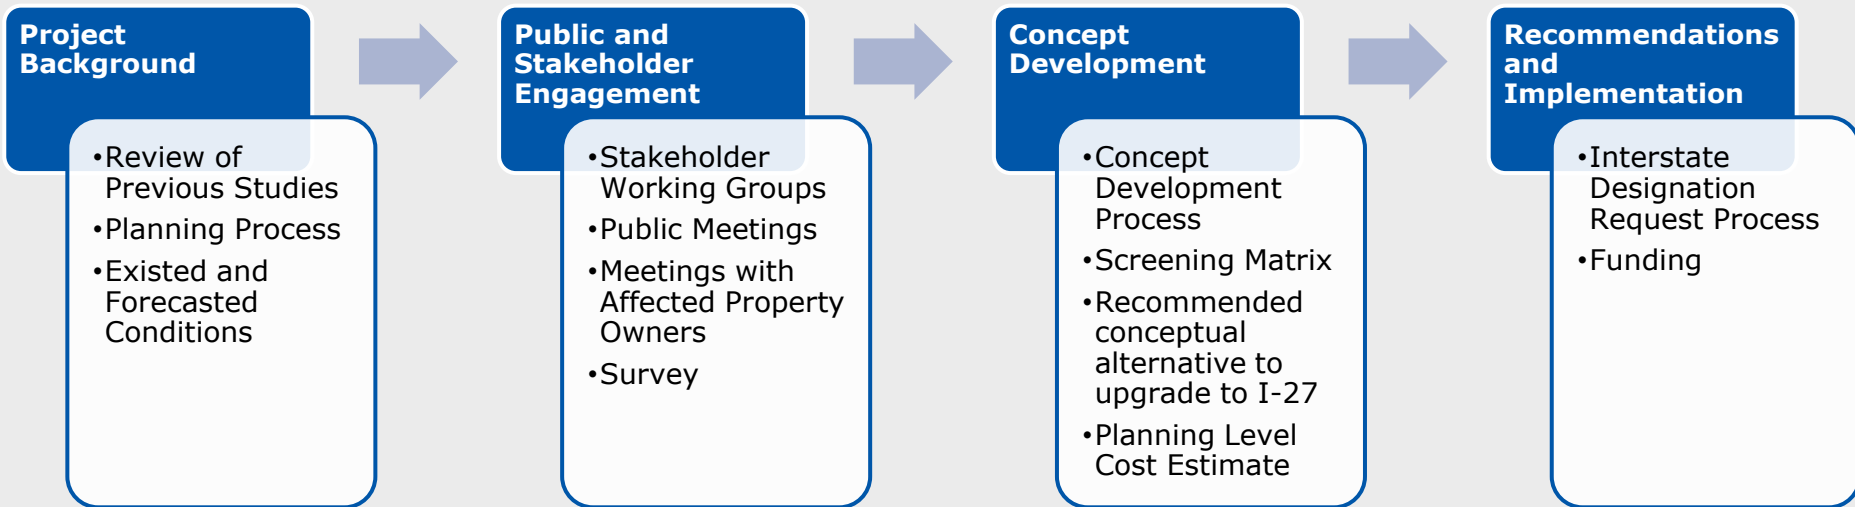 Project
Background
•Review of
Previous Studies
•Planning Process
•Existed and
Forecasted
Conditions
Public and
Stakeholder
Engagement
•Stakeholder
Working Groups
•Public Meetings
•Meetings with
Affected Property
Owners
•Survey
Concept
Development
•Concept
Development
Process
•Screening Matrix
•Recommended
conceptual
alternative to
upgrade to I-27
•Planning Level
Cost Estimate
Recommendations
and
Implementation
•Interstate
Designation
Request Process
•Funding